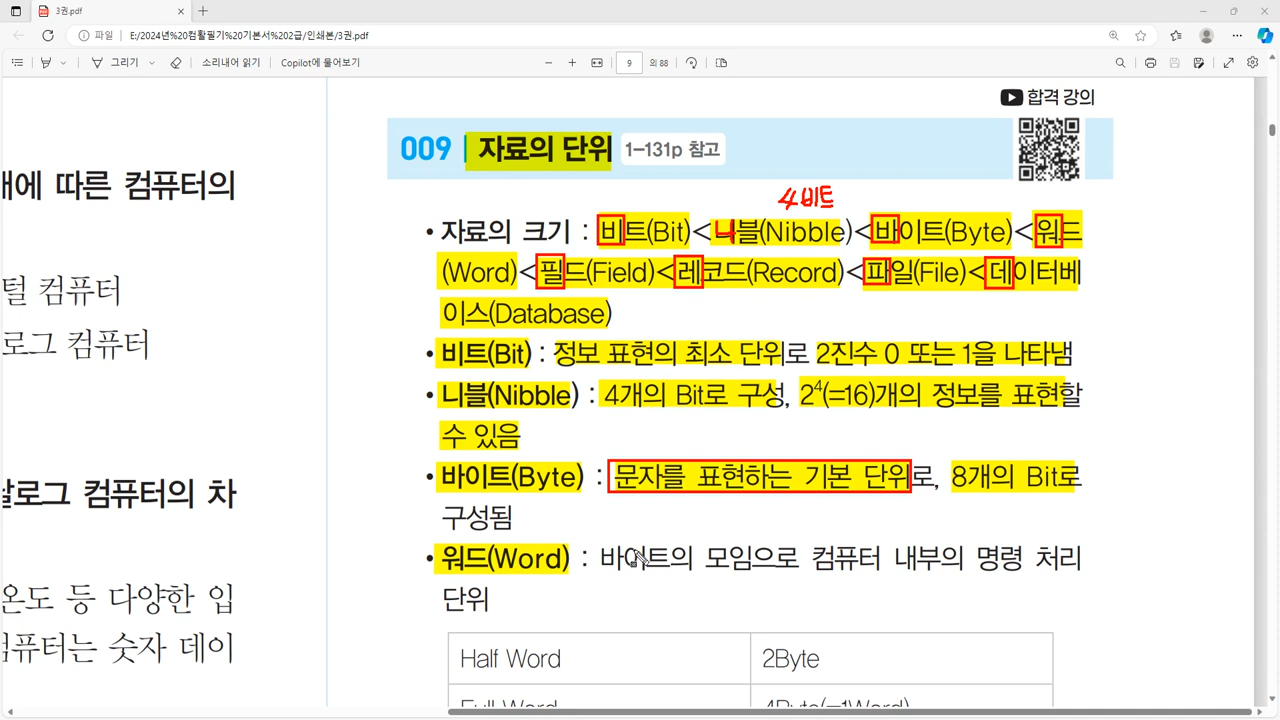 3권.pdf
파일
E:/2024년%20컴활필기%20기본서%202급/인쇄본/3권.pdf
그리기
소리내어 읽기
Copilot에 물어보기
9
의 88
합격 강의
009 자료의 단위 1-131p 참고
4비트
• 자료의 크기 : 비트(Bit)<니블(Nibble)<바이트(Byte)<워드
(Word)<필드(Field)<레코드(Record)<파일(File)<데이터베
이스(Database)
• 비트(Bit) : 정보 표현의 최소 단위로 2진수 0 또는 1을 나타냄
• 니블(Nibble) : 4개의 Bit로 구성, 2⁴(=16)개의 정보를 표현할
수 있음
• 바이트(Byte) : 문자를 표현하는 기본 단위로, 8개의 Bit로
구성됨
• 워드(Word) : 바이트의 모임으로 컴퓨터 내부의 명령 처리
단위
Half Word 2Byte
Full Word 4Byte(=1Word)
에 따른 컴퓨터의
털 컴퓨터
로그 컴퓨터
날로그 컴퓨터의 차
온도 등 다양한 입
컴퓨터는 숫자 데이